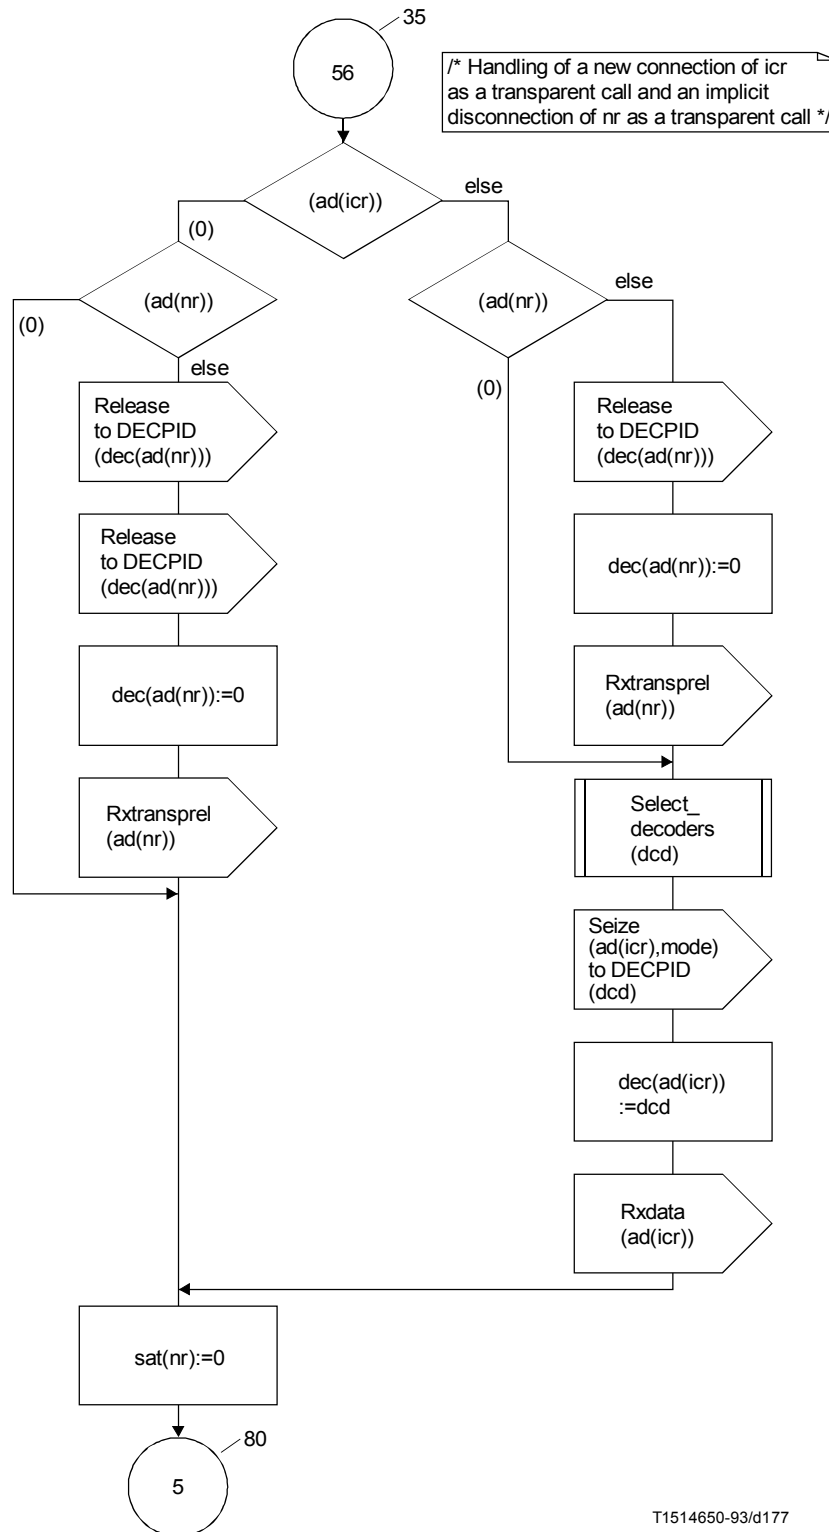 35
56
/* Handling of a new connection of icr
as a transparent call and an implicit
disconnection of nr as a transparent call */
(ad(icr))
else
(0)
(ad(nr))
(0)
else
(ad(nr))
else
(0)
Release
to DECPID
(dec(ad(nr)))
Release
to DECPID
(dec(ad(nr)))
Release
to DECPID
(dec(ad(nr)))
dec(ad(nr)):=0
dec(ad(nr)):=0
Rxtransprel
(ad(nr))
Rxtransprel
(ad(nr))
Select_
decoders
(dcd)
Seize
(ad(icr),mode)
to DECPID
(dcd)
dec(ad(icr))
:=dcd
Rxdata
(ad(icr))
sat(nr):=0
80
5
T1514650-93/d177